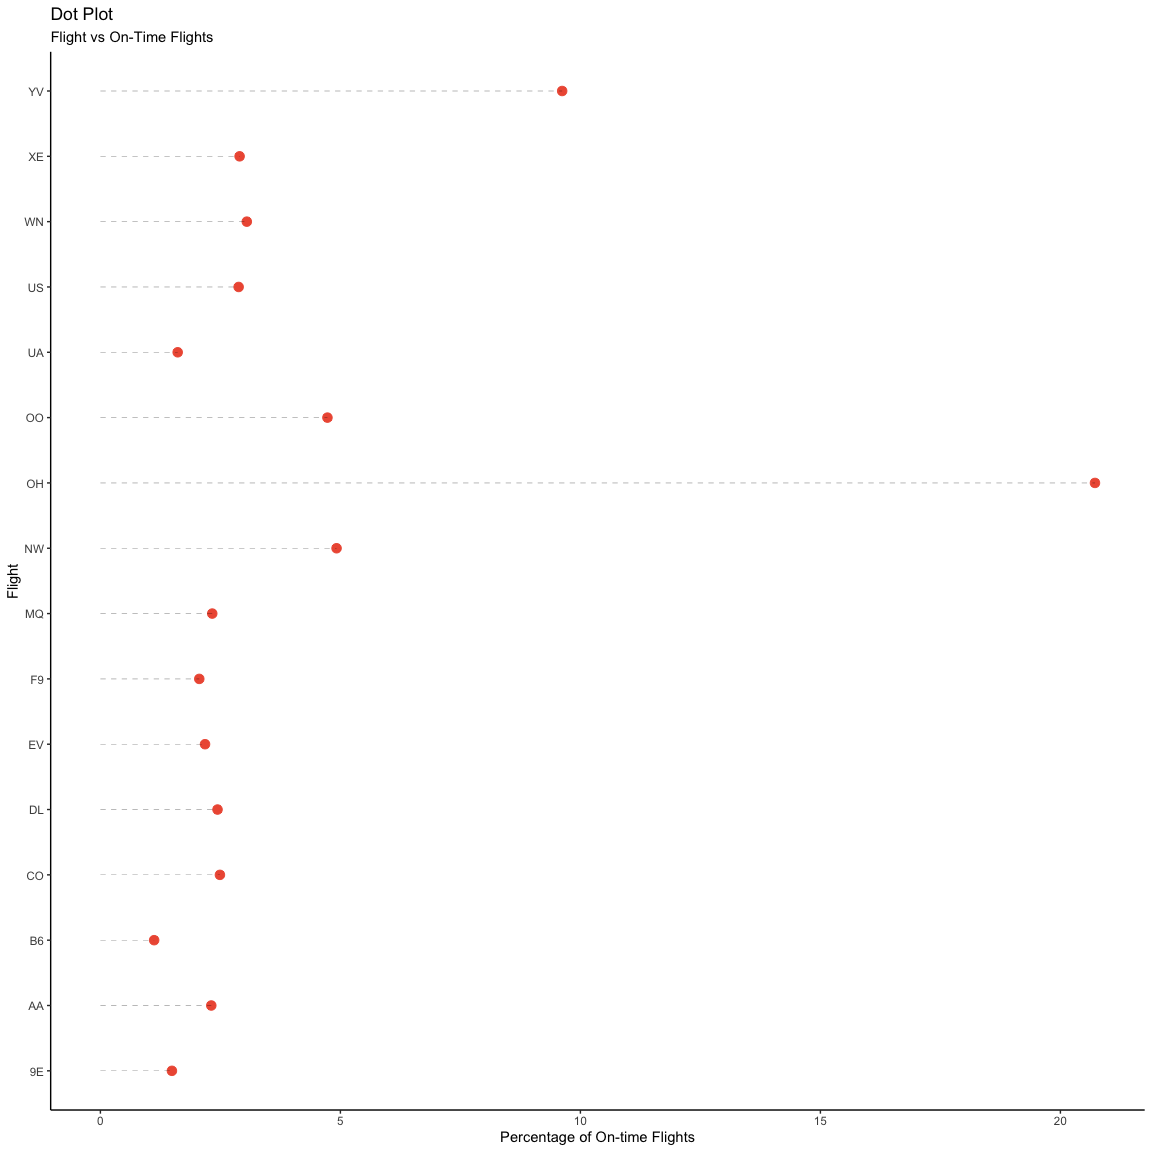 Dot Plot
Flight vs On-Time Flights
YV
XE
WN
US
UA
OO
OH
NW
Flight
MQ
F9
EV
DL
CO
B6
AA
9E
0 5 10 15 20
Percentage of On-time Flights